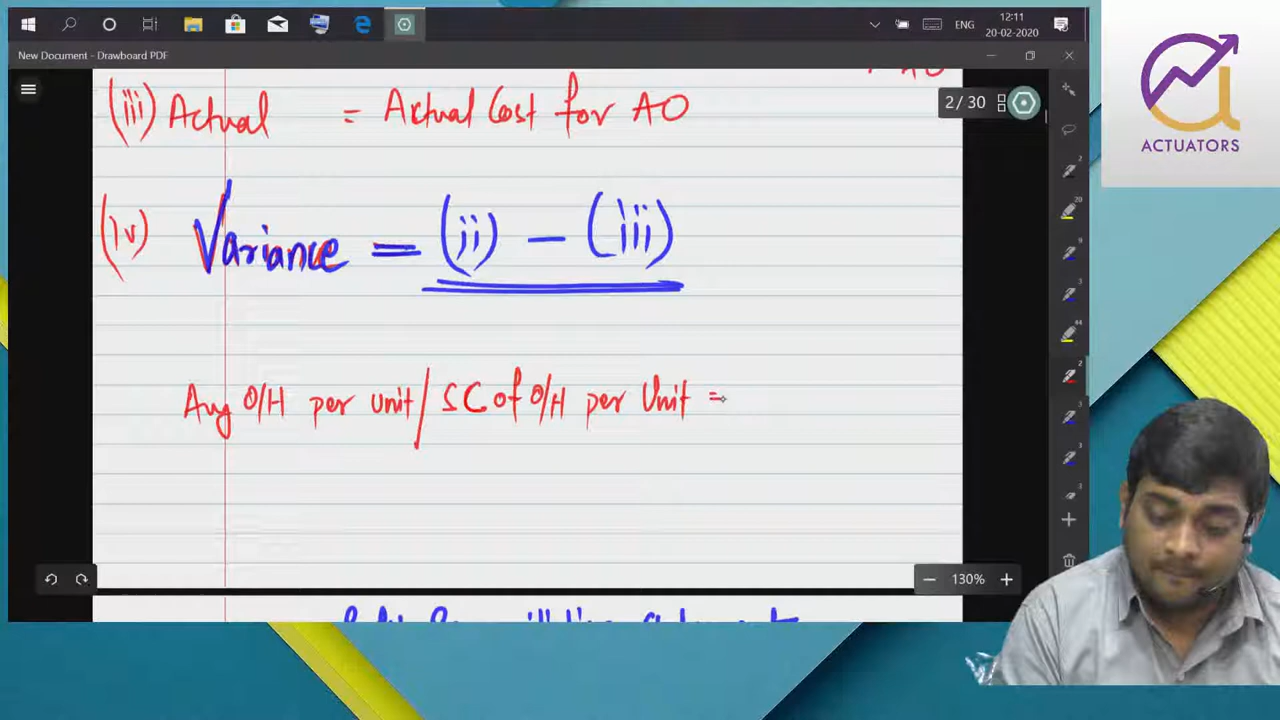 12:11
ENG
20-02-2020
New Document - Drawboard PDF
(iii) Actual = Actual Cost for AO
2 / 30
ACTUATORS
(iv) Variance = (ii) - (iii)
Avg O/H per unit / SC of O/H per Unit =
130%